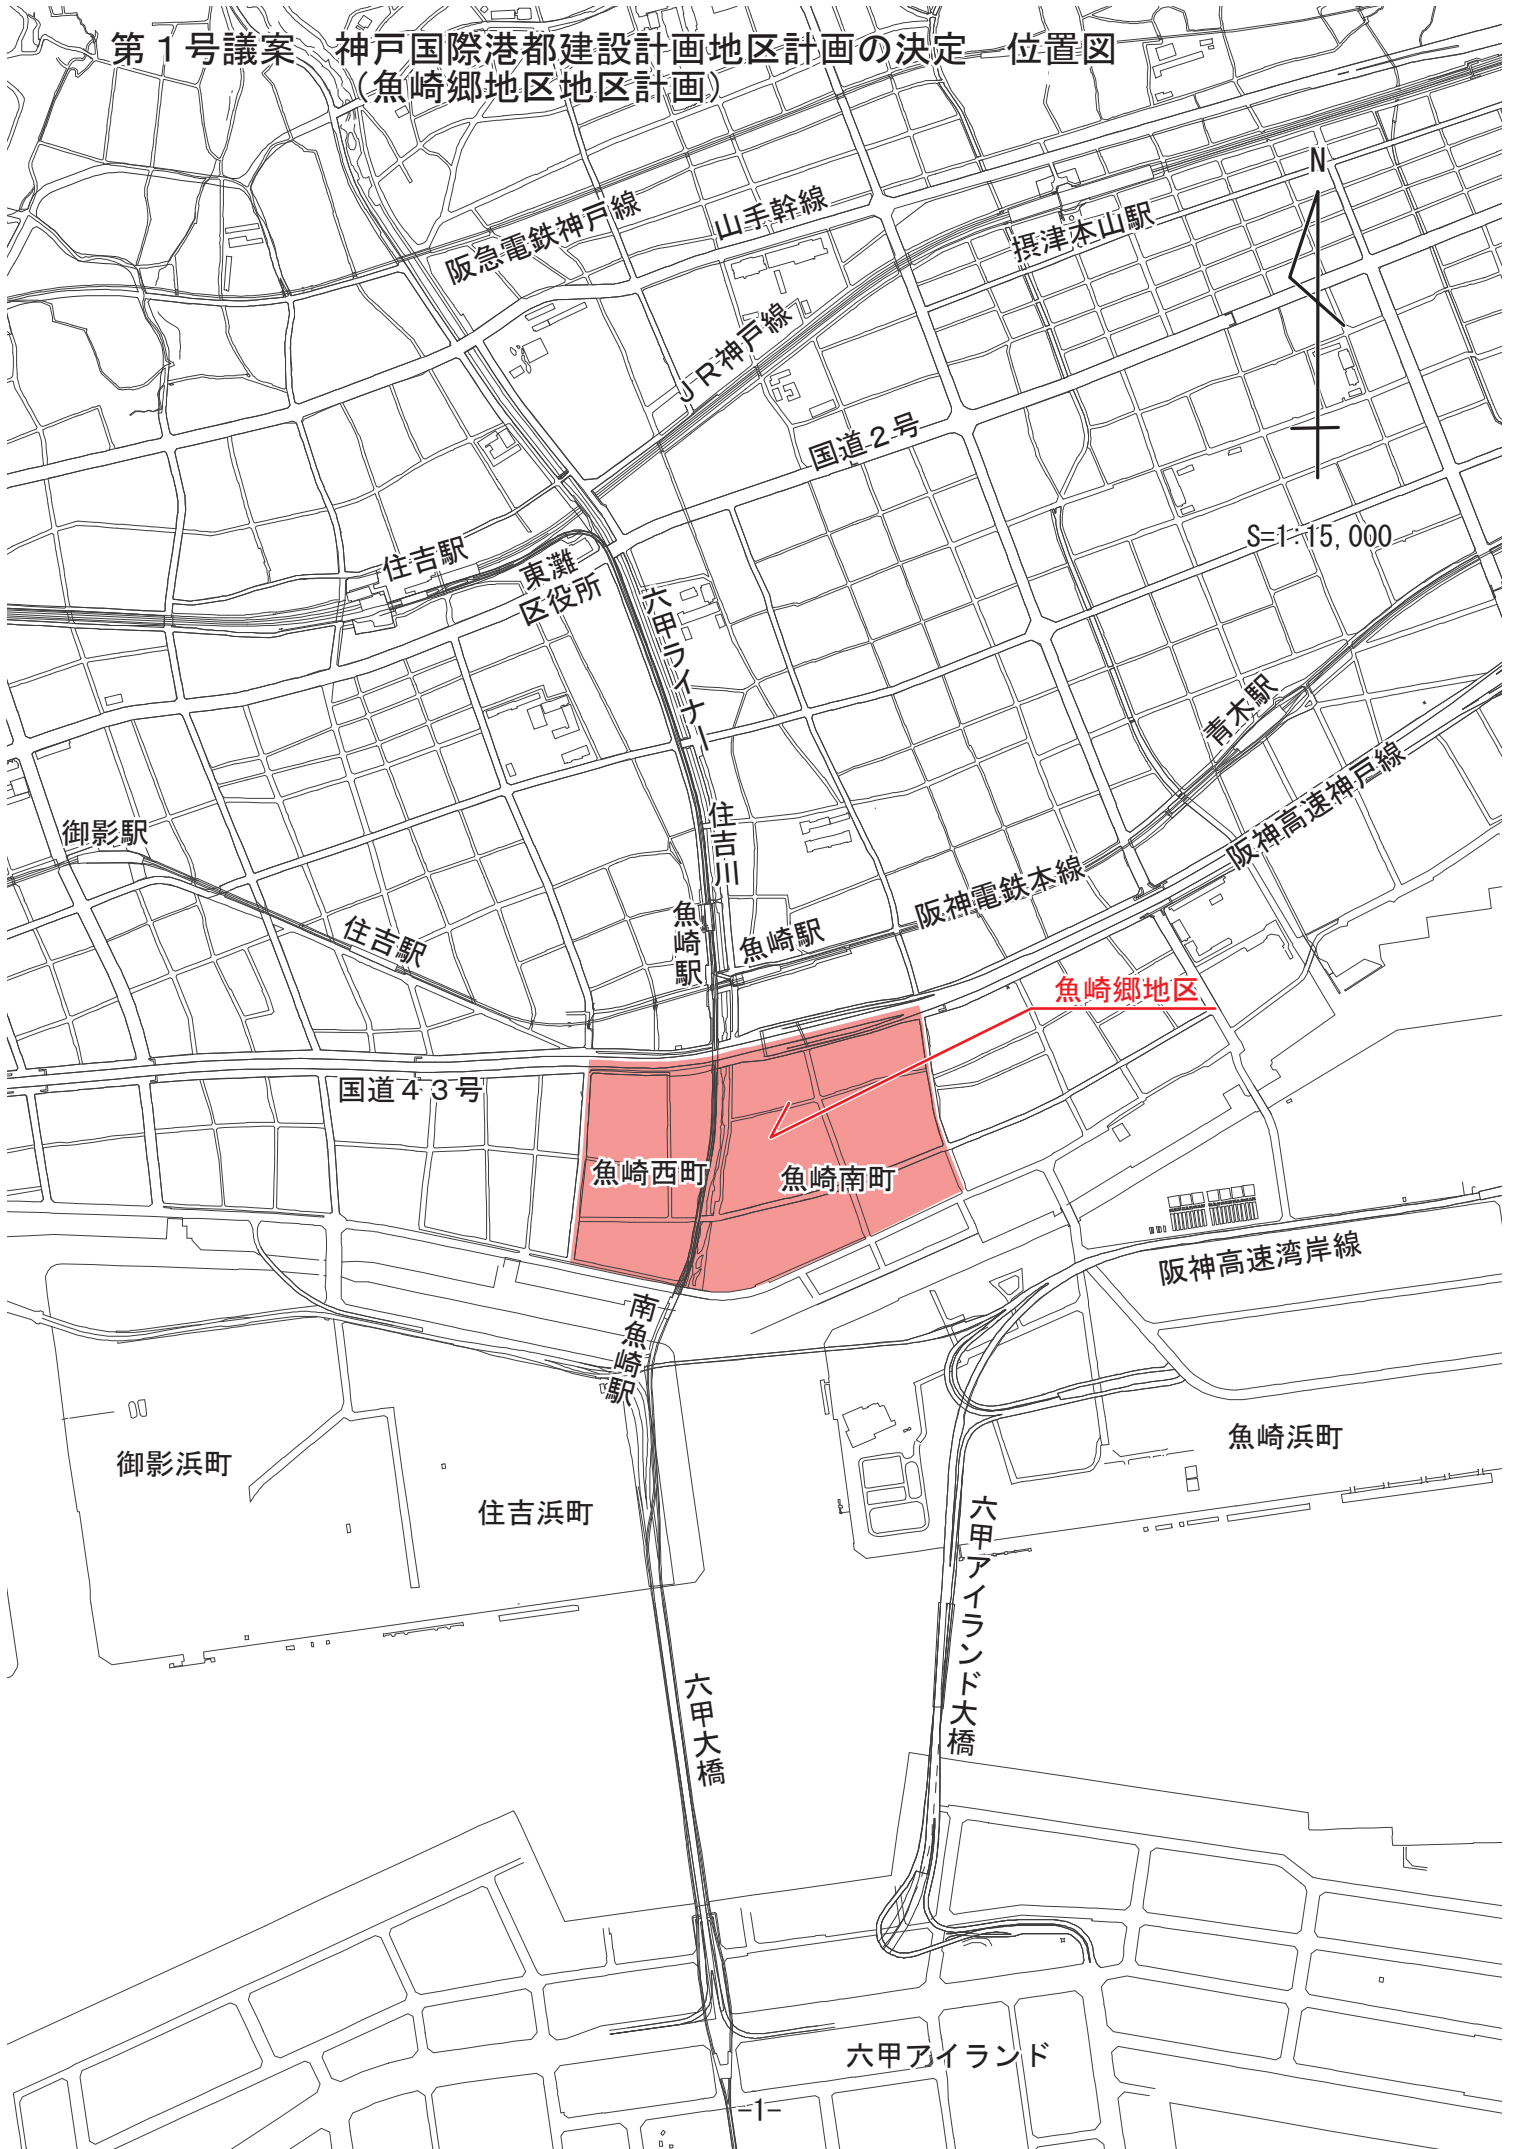 第１号議案　神戸国際港都建設計画地区計画の決定　位置図
（魚崎郷地区地区計画）
N
山手幹線
阪急電鉄神戸線
摂津本山駅
ＪＲ神戸線
国道２号
S=1:15,000
住吉駅
東灘
区役所
六甲ライナー
青木駅
阪神高速神戸線
住吉川
御影駅
阪神電鉄本線
住吉駅
魚崎駅
魚崎駅
魚崎郷地区
国道４３号
魚崎西町
魚崎南町
阪神高速湾岸線
南魚崎駅
魚崎浜町
御影浜町
住吉浜町
六甲アイランド大橋
六甲大橋
六甲アイランド
-1-